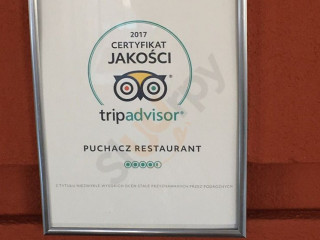 2017
CERTYFIKAT
JAKOŚCI
tripadvisor®
PUCHACZ RESTAURANT